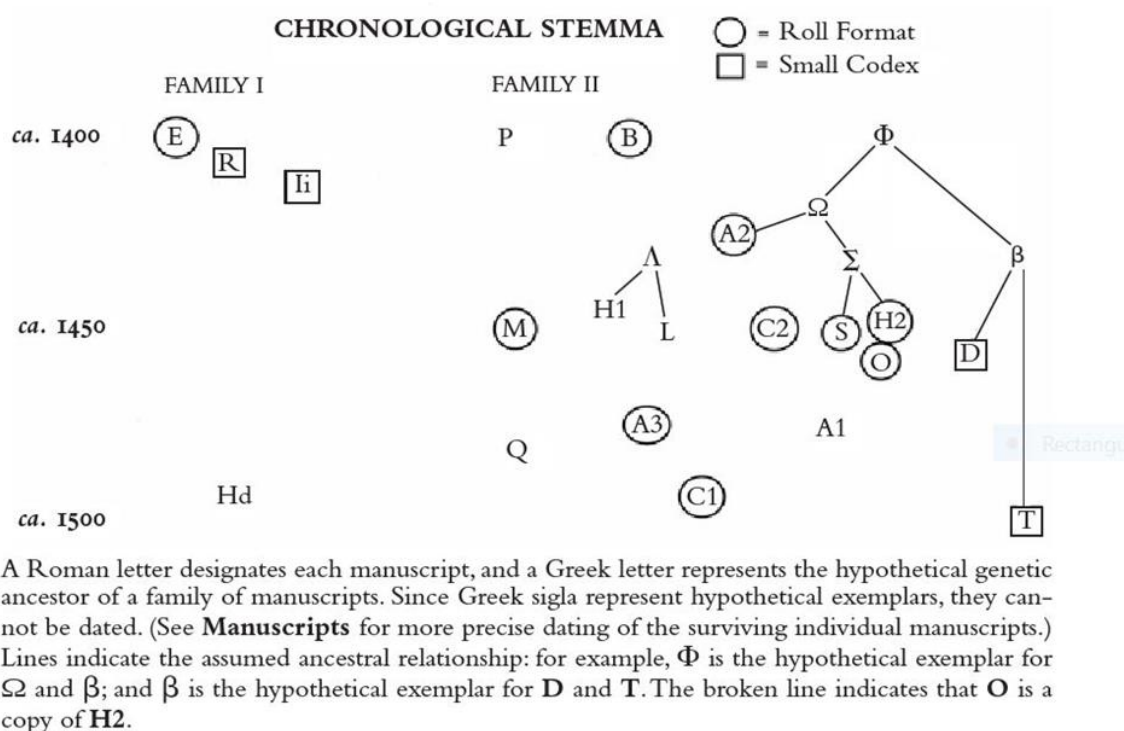 CHRONOLOGICAL STEMMA
= Roll Format
= Small Codex
FAMILY I
FAMILY II
ca. 1400
E
P
B
Φ
R
Ii
Ω
A2
Λ
Σ
β
H1
ca. 1450
M
L
C2
S
H2
O
D
A3
A1
Q
Rectangu
Hd
C1
ca. 1500
T
A Roman letter designates each manuscript, and a Greek letter represents the hypothetical genetic
ancestor of a family of manuscripts. Since Greek sigla represent hypothetical exemplars, they can-
not be dated. (See Manuscripts for more precise dating of the surviving individual manuscripts.)
Lines indicate the assumed ancestral relationship: for example, Φ is the hypothetical exemplar for
Ω and β; and β is the hypothetical exemplar for D and T. The broken line indicates that O is a
copy of H2.